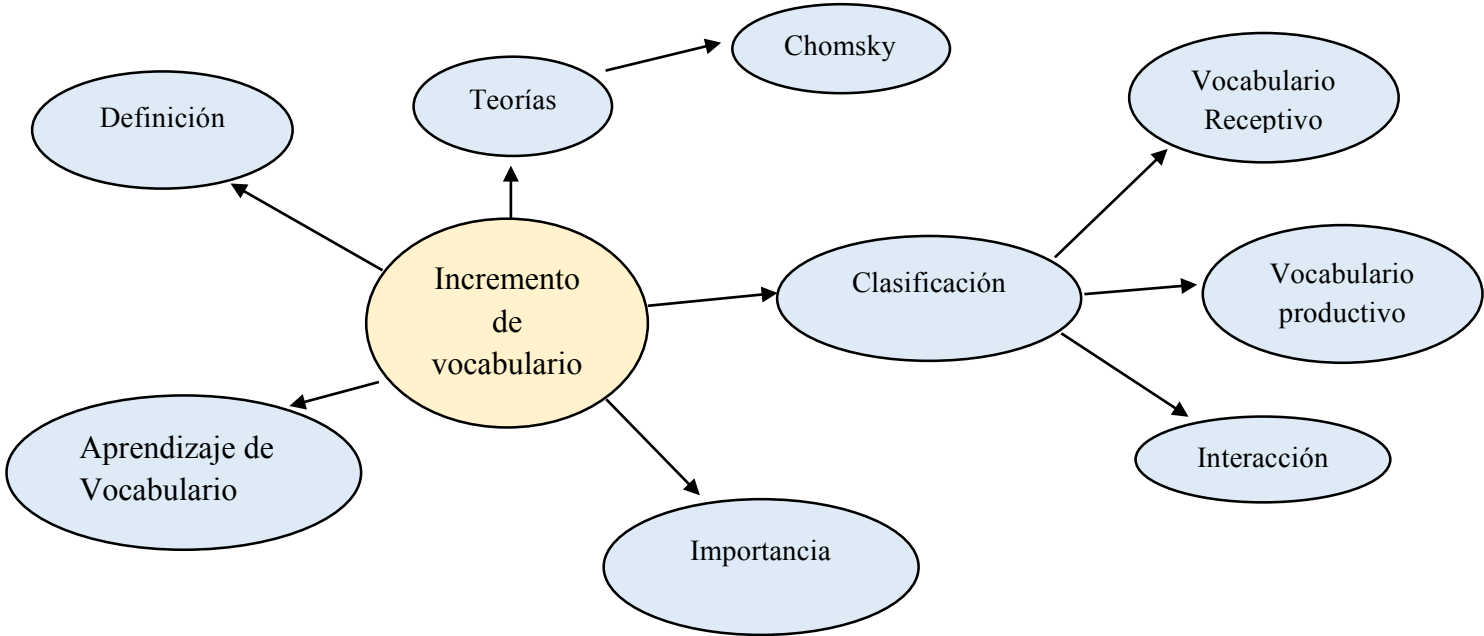 Chomsky
Teorías
Definición
Vocabulario
Receptivo
Incremento
de
vocabulario
Clasificación
Vocabulario
productivo
Aprendizaje de
Vocabulario
Interacción
Importancia